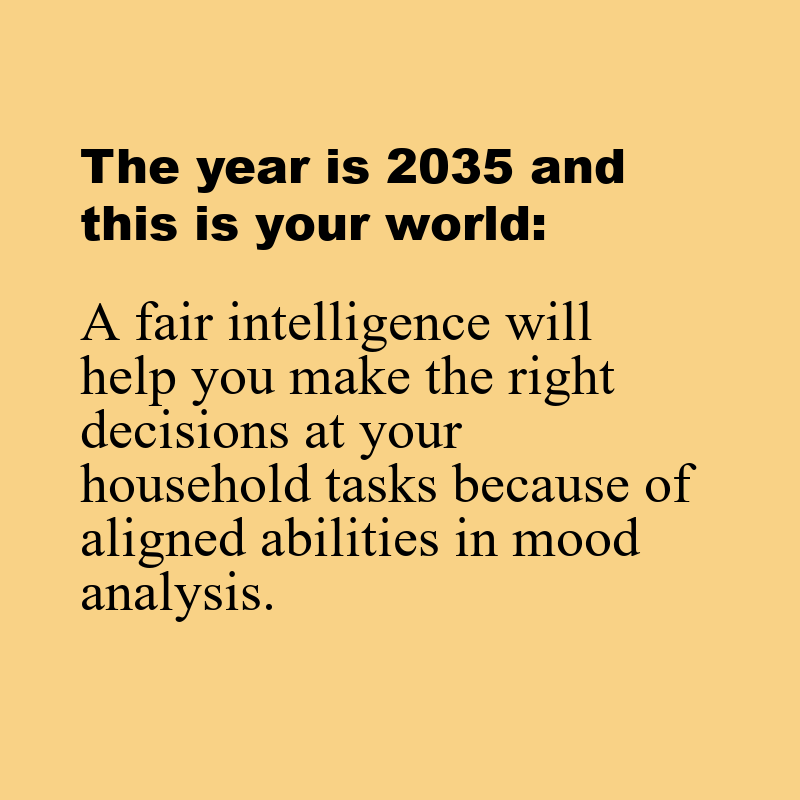 The year is 2035 and
this is your world:
A fair intelligence will
help you make the right
decisions at your
household tasks because of
aligned abilities in mood
analysis.